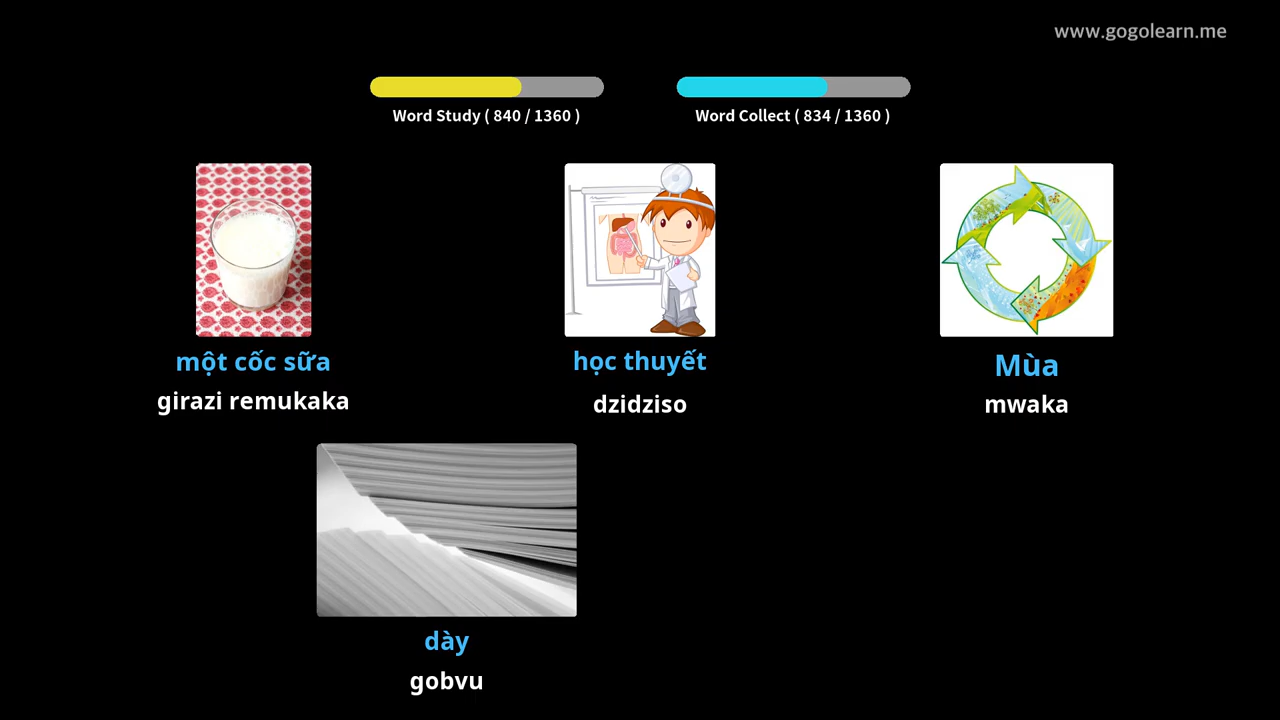 www.gogolearn.me
Word Study ( 840 / 1360 )
Word Collect ( 834 / 1360 )
một cốc sữa
girazi remukaka
học thuyết
dzidziso
Mùa
mwaka
dày
gobvu